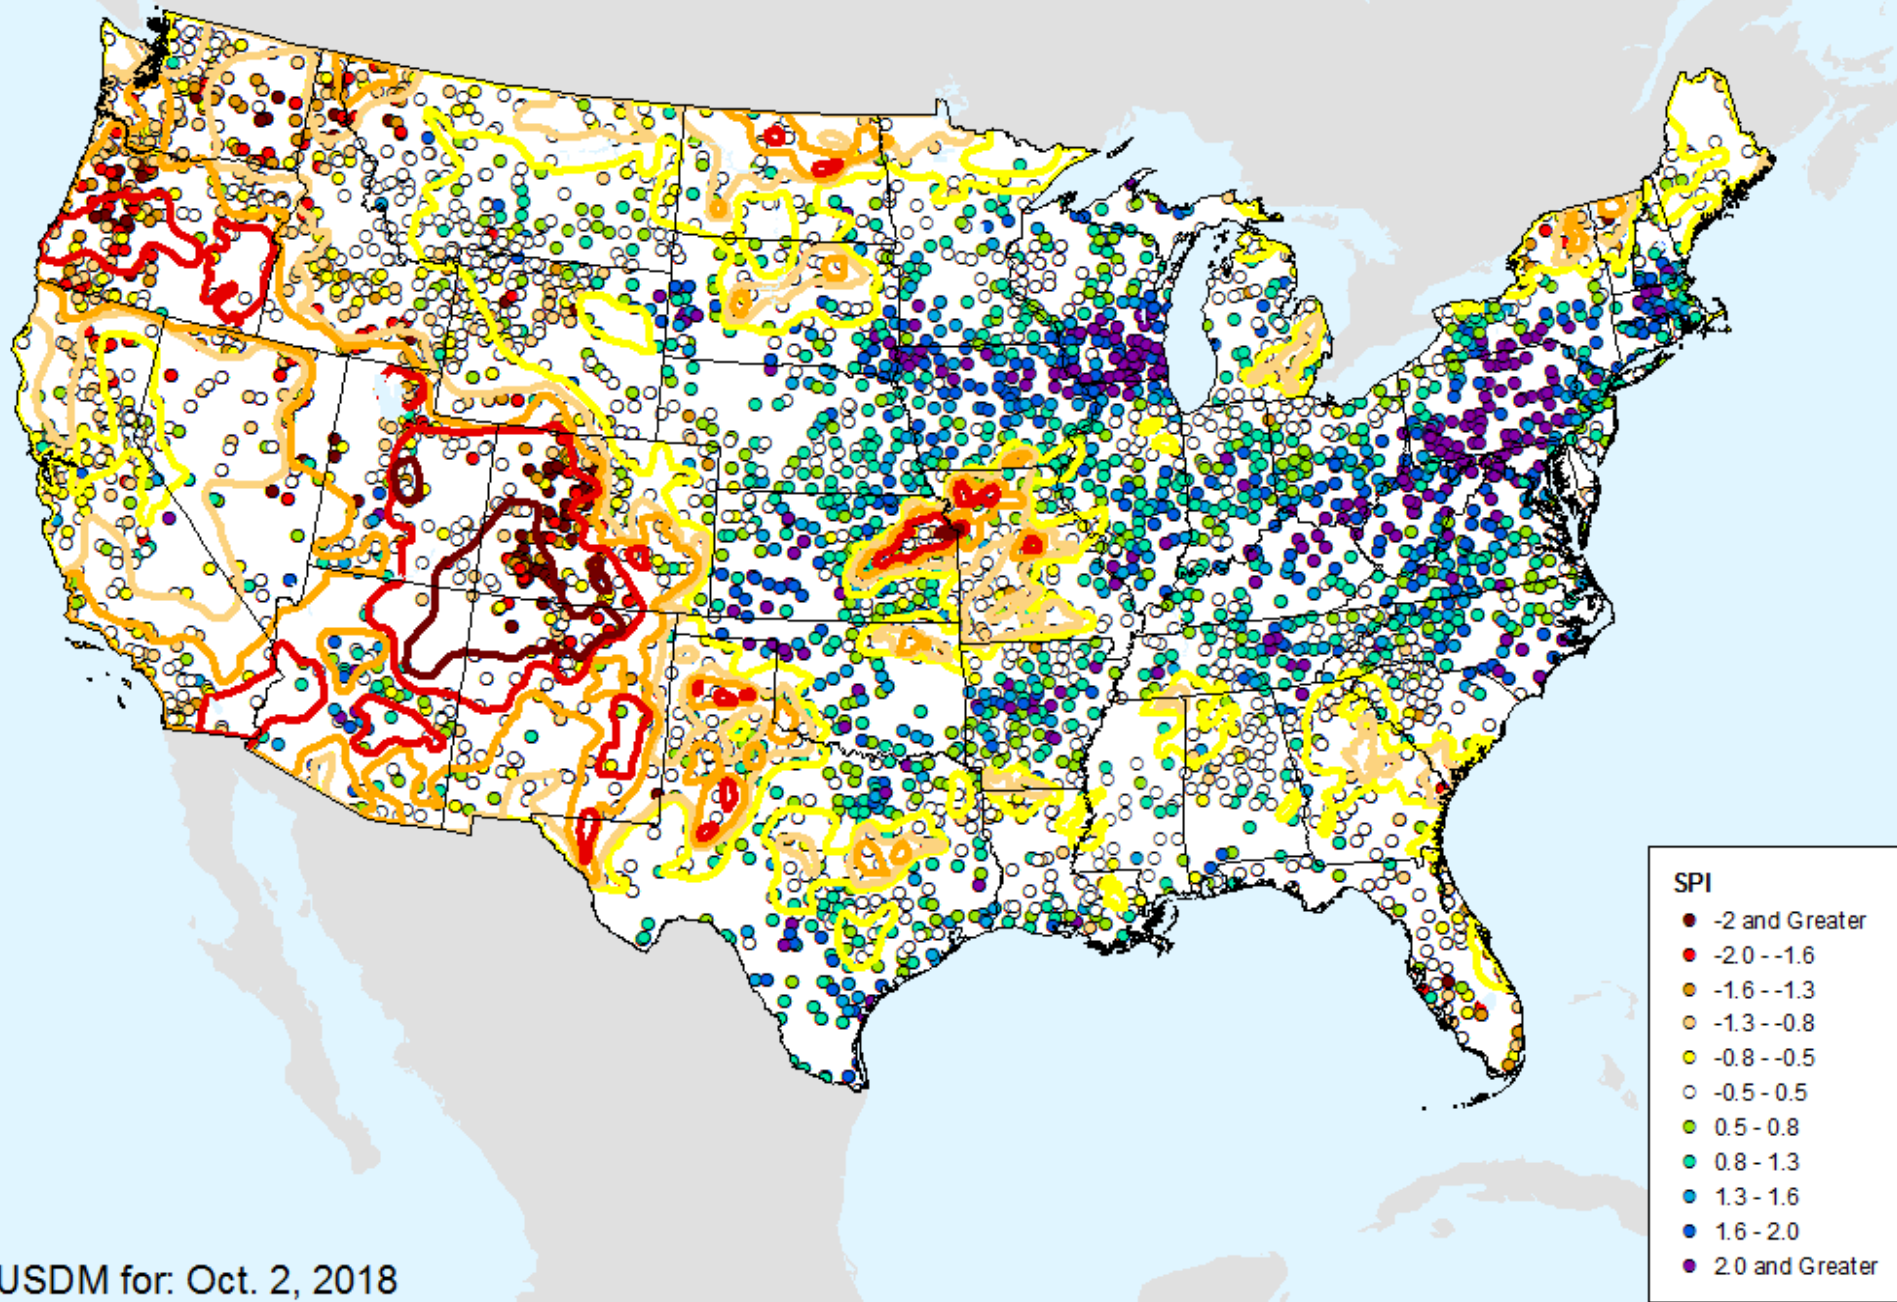 SPI
-2 and Greater
-2.0 - -1.6
-1.6 - -1.3
-1.3 - -0.8
-0.8 - -0.5
-0.5 - 0.5
0.5 - 0.8
0.8 - 1.3
1.3 - 1.6
1.6 - 2.0
2.0 and Greater
USDM for: Oct. 2, 2018